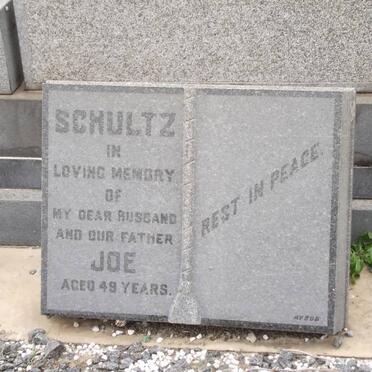 SCHULTZ
IN
LOVING MEMORY
OF
MY DEAR HUSBAND
AND OUR FATHER
JOE
AGED 49 YEARS.
REST IN PEACE.